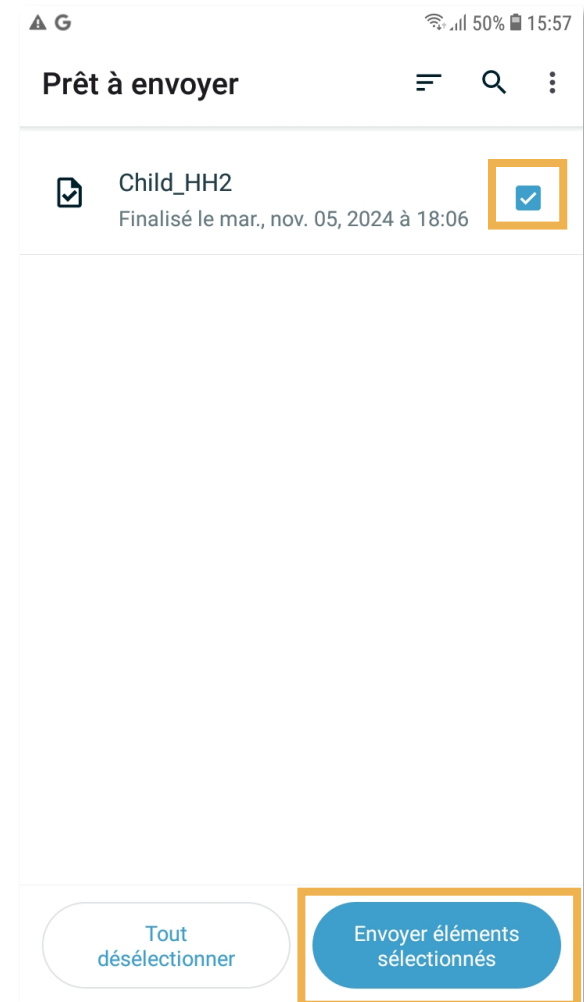 G 50% 15:57
Prêt à envoyer
Child_HH2
Finalisé le mar., nov. 05, 2024 à 18:06
Tout
désélectionner
Envoyer éléments
sélectionnés